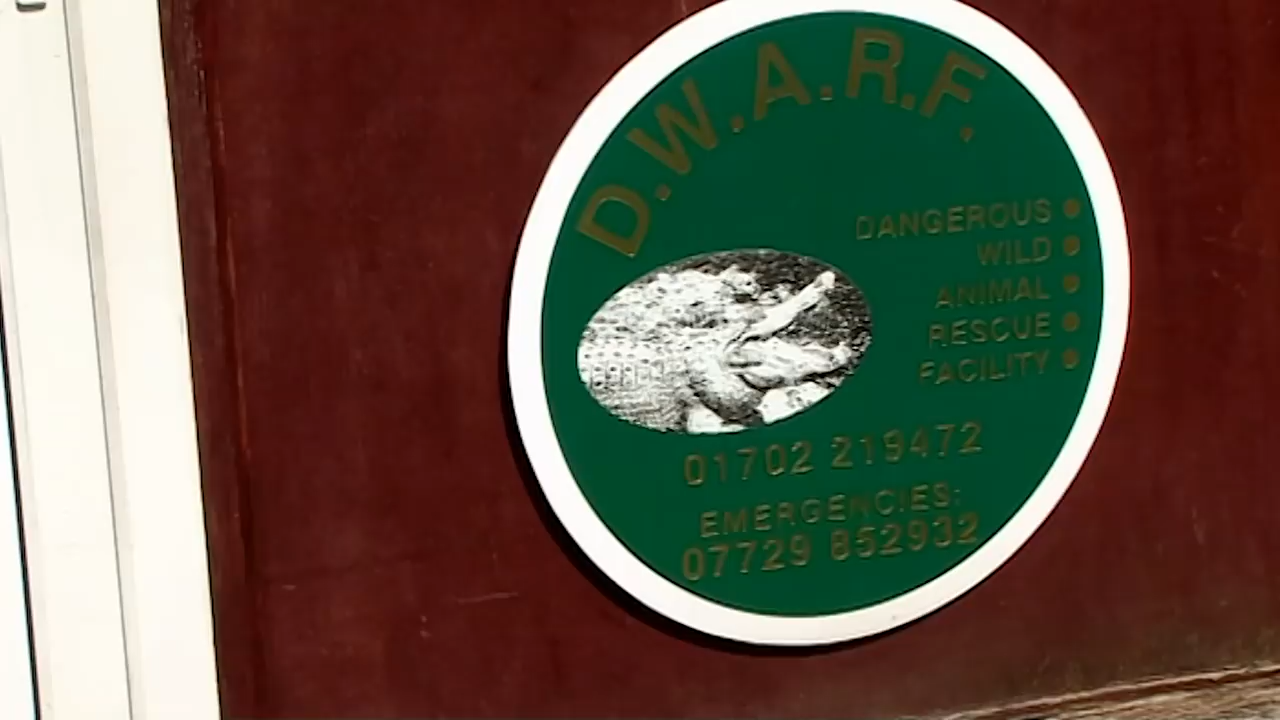 D.W.A.R.F.
DANGEROUS •
WILD •
ANIMAL •
RESCUE •
FACILITY •
01702 219472
EMERGENCIES:
07729 852932